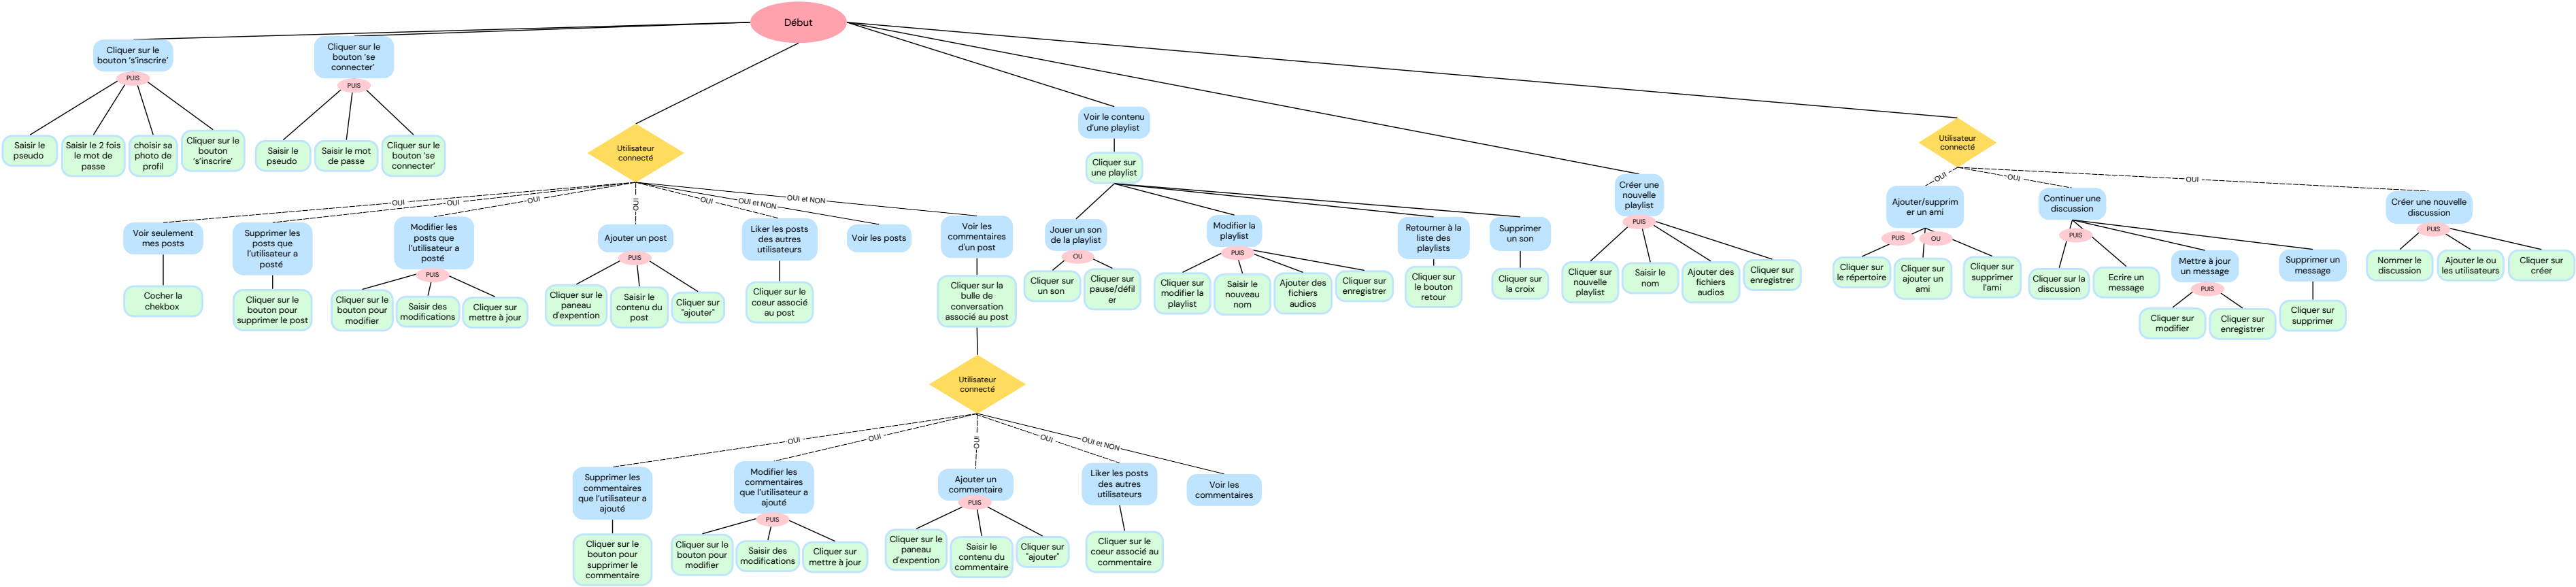 Début
Cliquer sur le
bouton ‘s’inscrire’
PUIS
Saisir le
pseudo
Saisir le 2 fois
le mot de
passe
choisir sa
photo de
profil
Cliquer sur le
bouton
‘s’inscrire’
Cliquer sur le
bouton ‘se
connecter’
PUIS
Saisir le
pseudo
Saisir le mot
de passe
Cliquer sur le
bouton ‘se
connecter’
Utilisateur
connecté
OUI
OUI
OUI
OUI
OUI
OUI et NON
OUI et NON
Voir seulement
mes posts
Cocher la
chekbox
Supprimer les
posts que
l’utilisateur a
posté
Cliquer sur le
bouton pour
supprimer le post
Modifier les
posts que
l’utilisateur a
posté
PUIS
Cliquer sur le
bouton pour
modifier
Saisir des
modifications
Cliquer sur
mettre à jour
Ajouter un post
PUIS
Cliquer sur le
paneau
d’expention
Saisir le
contenu du
post
Cliquer sur
"ajouter"
Liker les posts
des autres
utilisateurs
Cliquer sur le
coeur associé
au post
Voir les posts
Voir les
commentaires
d’un post
Cliquer sur la
bulle de
conversation
associé au post
Utilisateur
connecté
OUI
OUI
OUI
OUI
OUI et NON
Supprimer les
commentaires
que l’utilisateur a
ajouté
Cliquer sur le
bouton pour
supprimer le
commentaire
Modifier les
commentaires
que l’utilisateur a
ajouté
PUIS
Cliquer sur le
bouton pour
modifier
Saisir des
modifications
Cliquer sur
mettre à jour
Ajouter un
commentaire
PUIS
Cliquer sur le
paneau
d’expention
Saisir le
contenu du
commentaire
Cliquer sur
"ajouter"
Liker les posts
des autres
utilisateurs
Cliquer sur le
coeur associé au
commentaire
Voir les
commentaires
Voir le contenu
d’une playlist
Cliquer sur
une playlist
Jouer un son
de la playlist
OU
Cliquer sur
un son
Cliquer sur
pause/défil
er
Modifier la
playlist
PUIS
Cliquer sur
modifier la
playlist
Saisir le
nouveau
nom
Ajouter des
fichiers
audios
Cliquer sur
enregistrer
Retourner à la
liste des
playlists
Cliquer sur
le bouton
retour
Supprimer
un son
Cliquer sur
la croix
Créer une
nouvelle
playlist
PUIS
Cliquer sur
nouvelle
playlist
Saisir le
nom
Ajouter des
fichiers
audios
Cliquer sur
enregistrer
Utilisateur
connecté
OUI
OUI
OUI
Ajouter/supprim
er un ami
PUIS
OU
Cliquer sur
le répertoire
Cliquer sur
ajouter un
ami
Cliquer sur
supprimer
l’ami
Continuer une
discussion
PUIS
Cliquer sur la
discussion
Ecrire un
message
Mettre à jour
un message
PUIS
Cliquer sur
modifier
Cliquer sur
enregistrer
Supprimer un
message
Cliquer sur
supprimer
Créer une nouvelle
discussion
PUIS
Nommer le
discussion
Ajouter le ou
les utilisateurs
Cliquer sur
créer